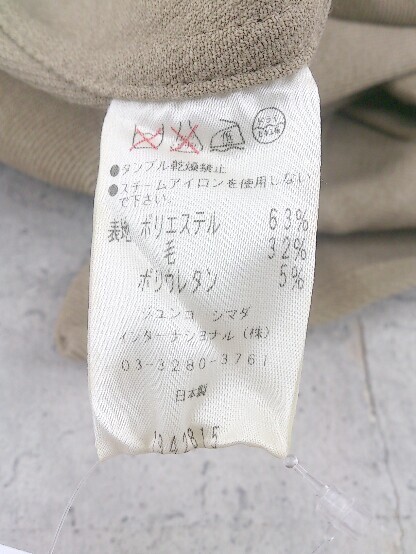 ●タンブル乾燥禁止
●スチームアイロンを使用しない
で下さい。
表地 ポリエステル 63%
毛 32%
ポリウレタン 5%
ジユンコ シマダ
インターナショナル(株)
03-3280-3761
日本製